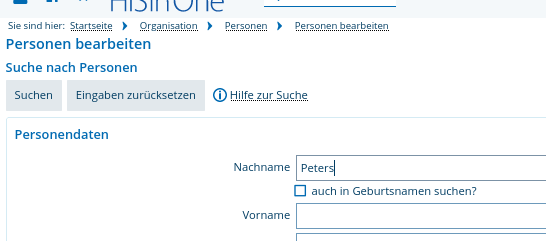 HISinOne
Sie sind hier: Startseite Organisation Personen Personen bearbeiten
Personen bearbeiten
Suche nach Personen
Suchen Eingaben zurücksetzen Hilfe zur Suche
Personendaten
Nachname Peters
auch in Geburtsnamen suchen?
Vorname